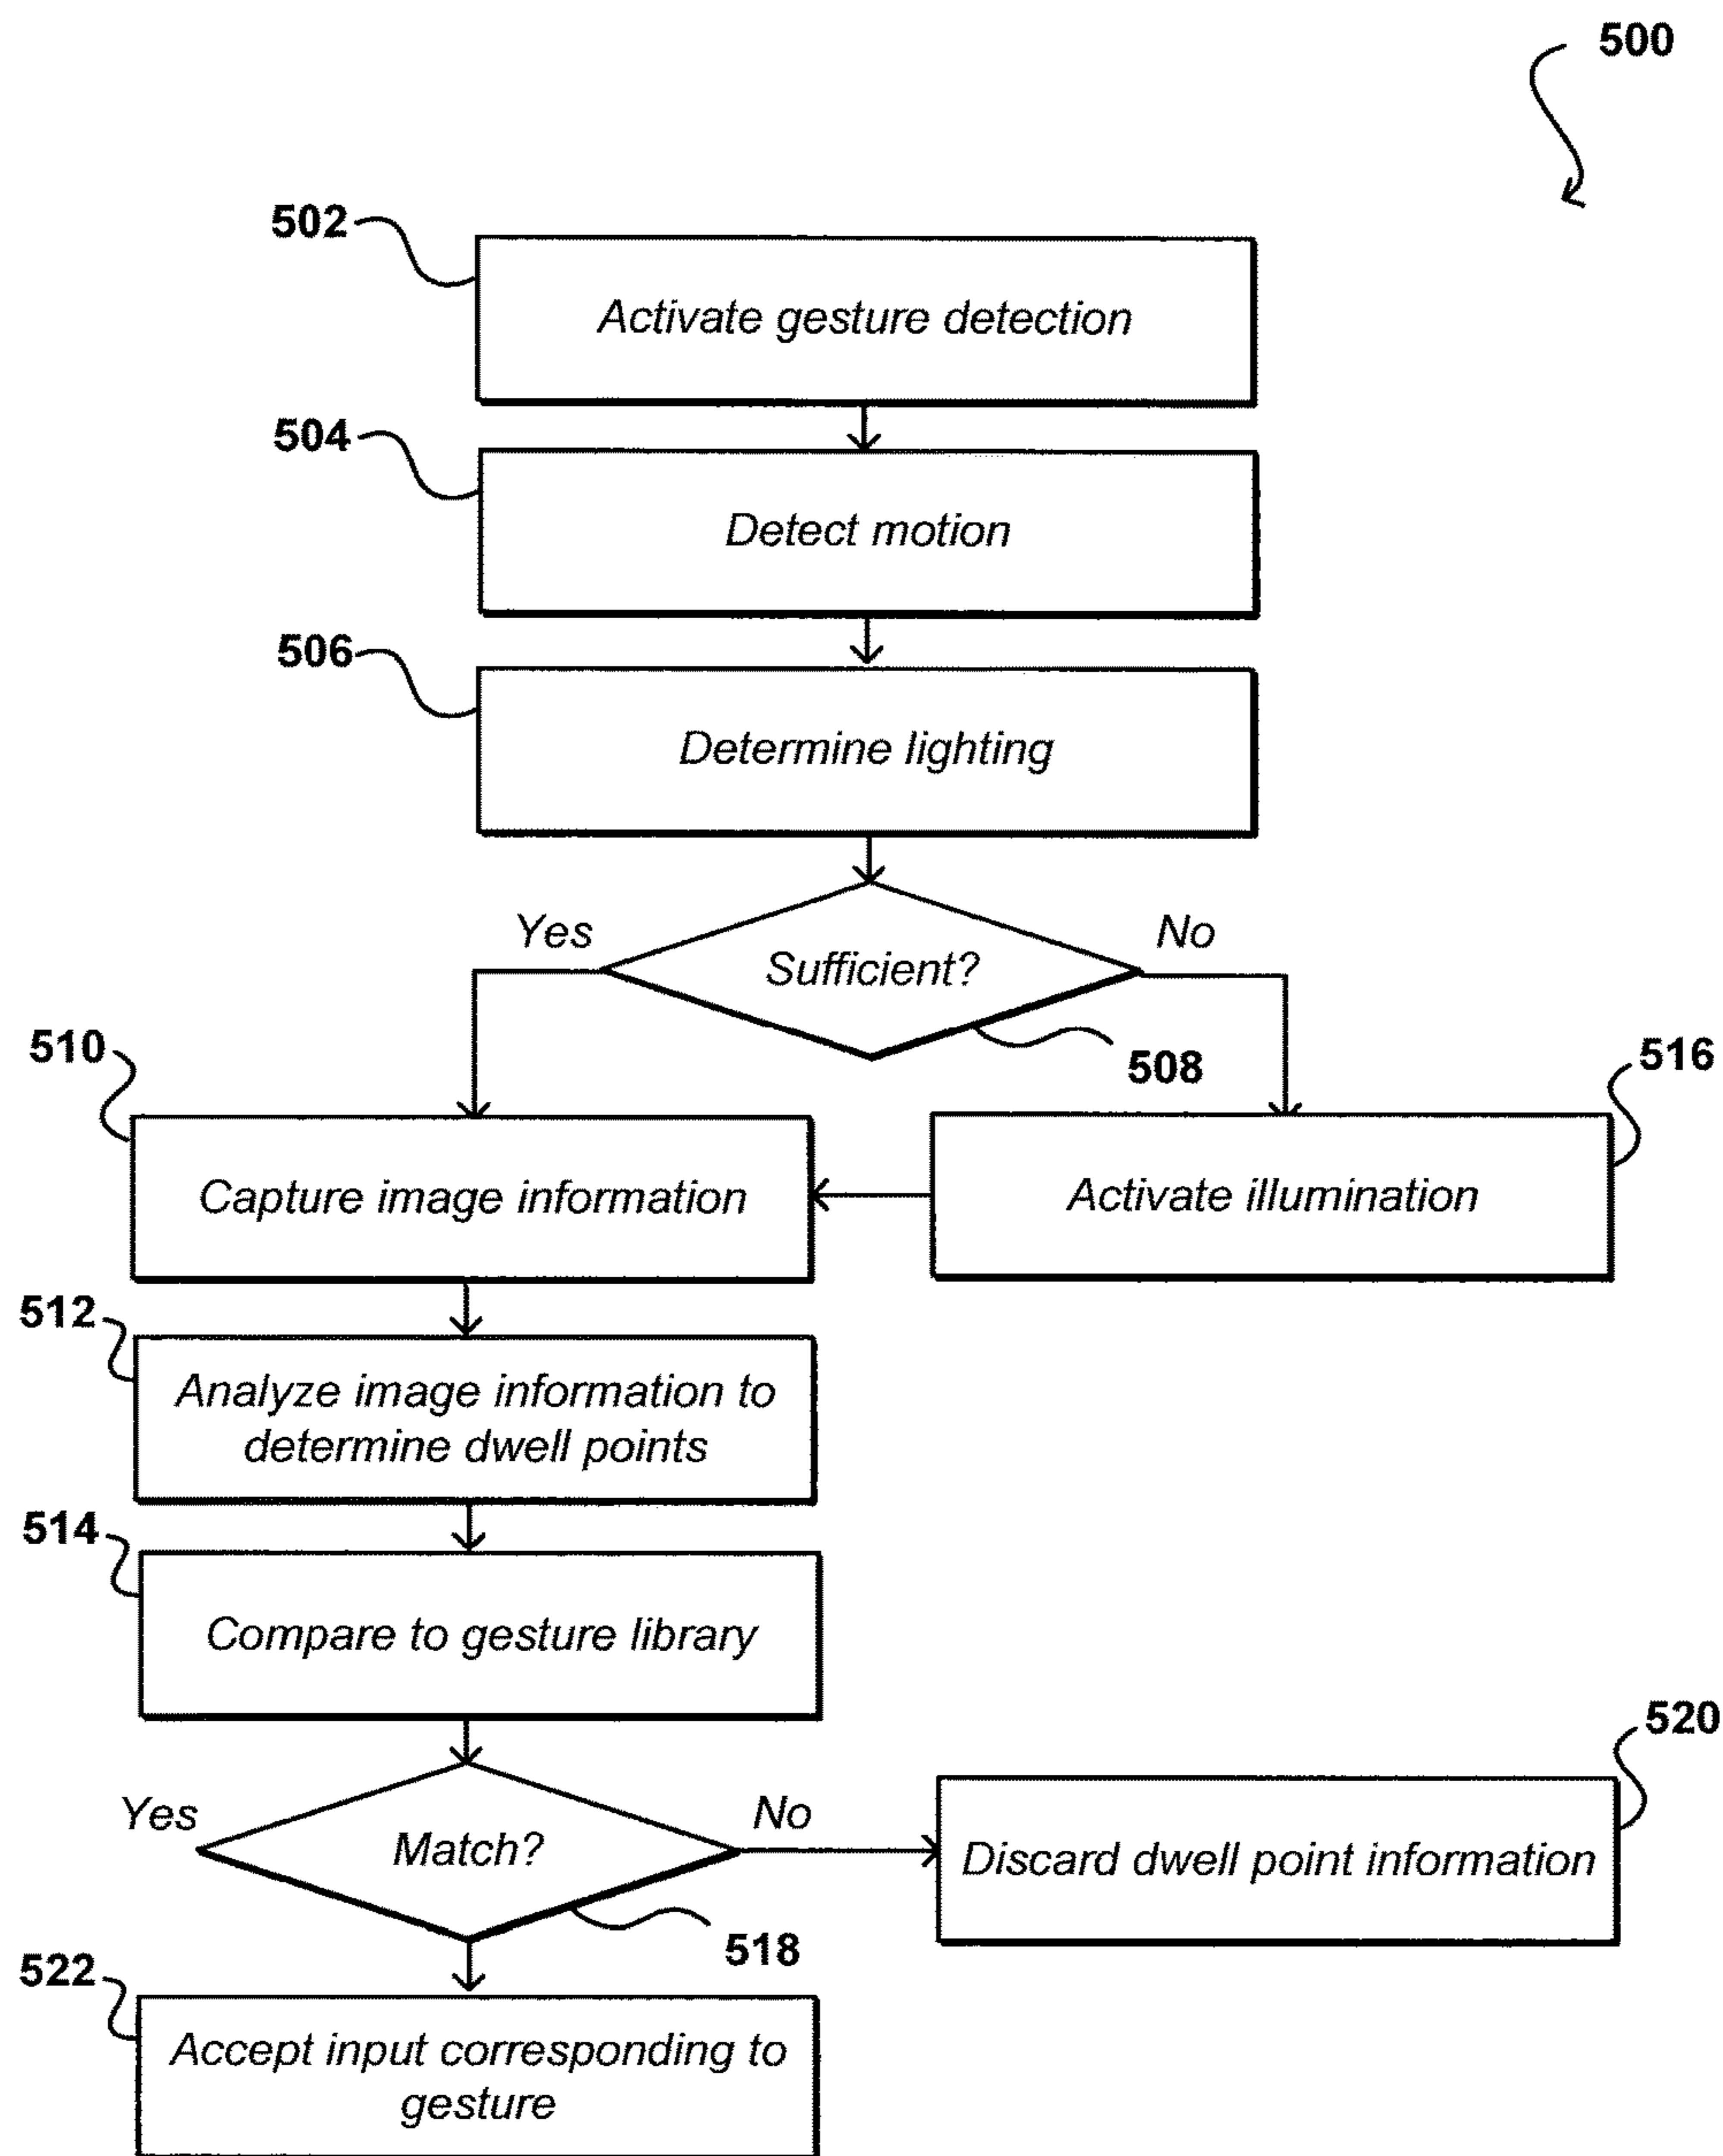 500
502
Activate gesture detection
504
Detect motion
506
Determine lighting
Yes
No
Sufficient?
508
510
516
Capture image information
Activate illumination
512
Analyze image information to
determine dwell points
514
Compare to gesture library
520
Yes
No
Match?
Discard dwell point information
518
522
Accept input corresponding to
gesture